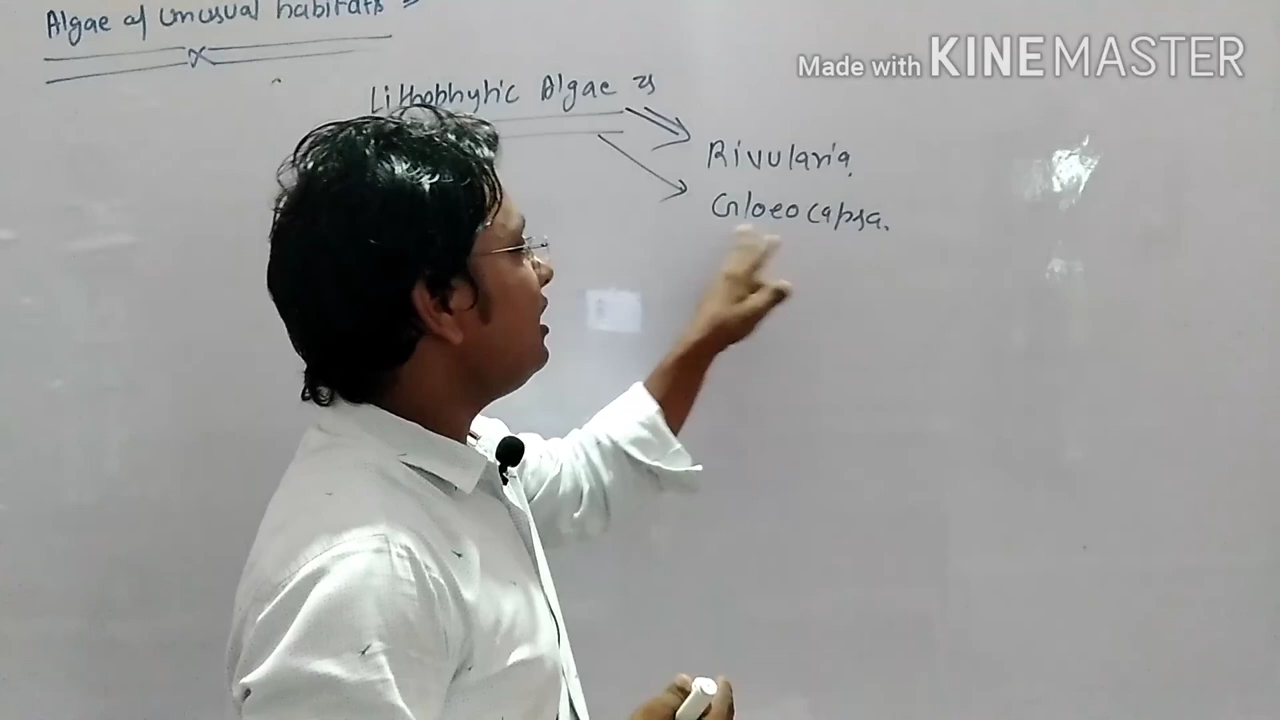 Algae of unusual habitats
Made with KINEMASTER
Lithophytic Algae
Rivularia
Gloeocapsa.